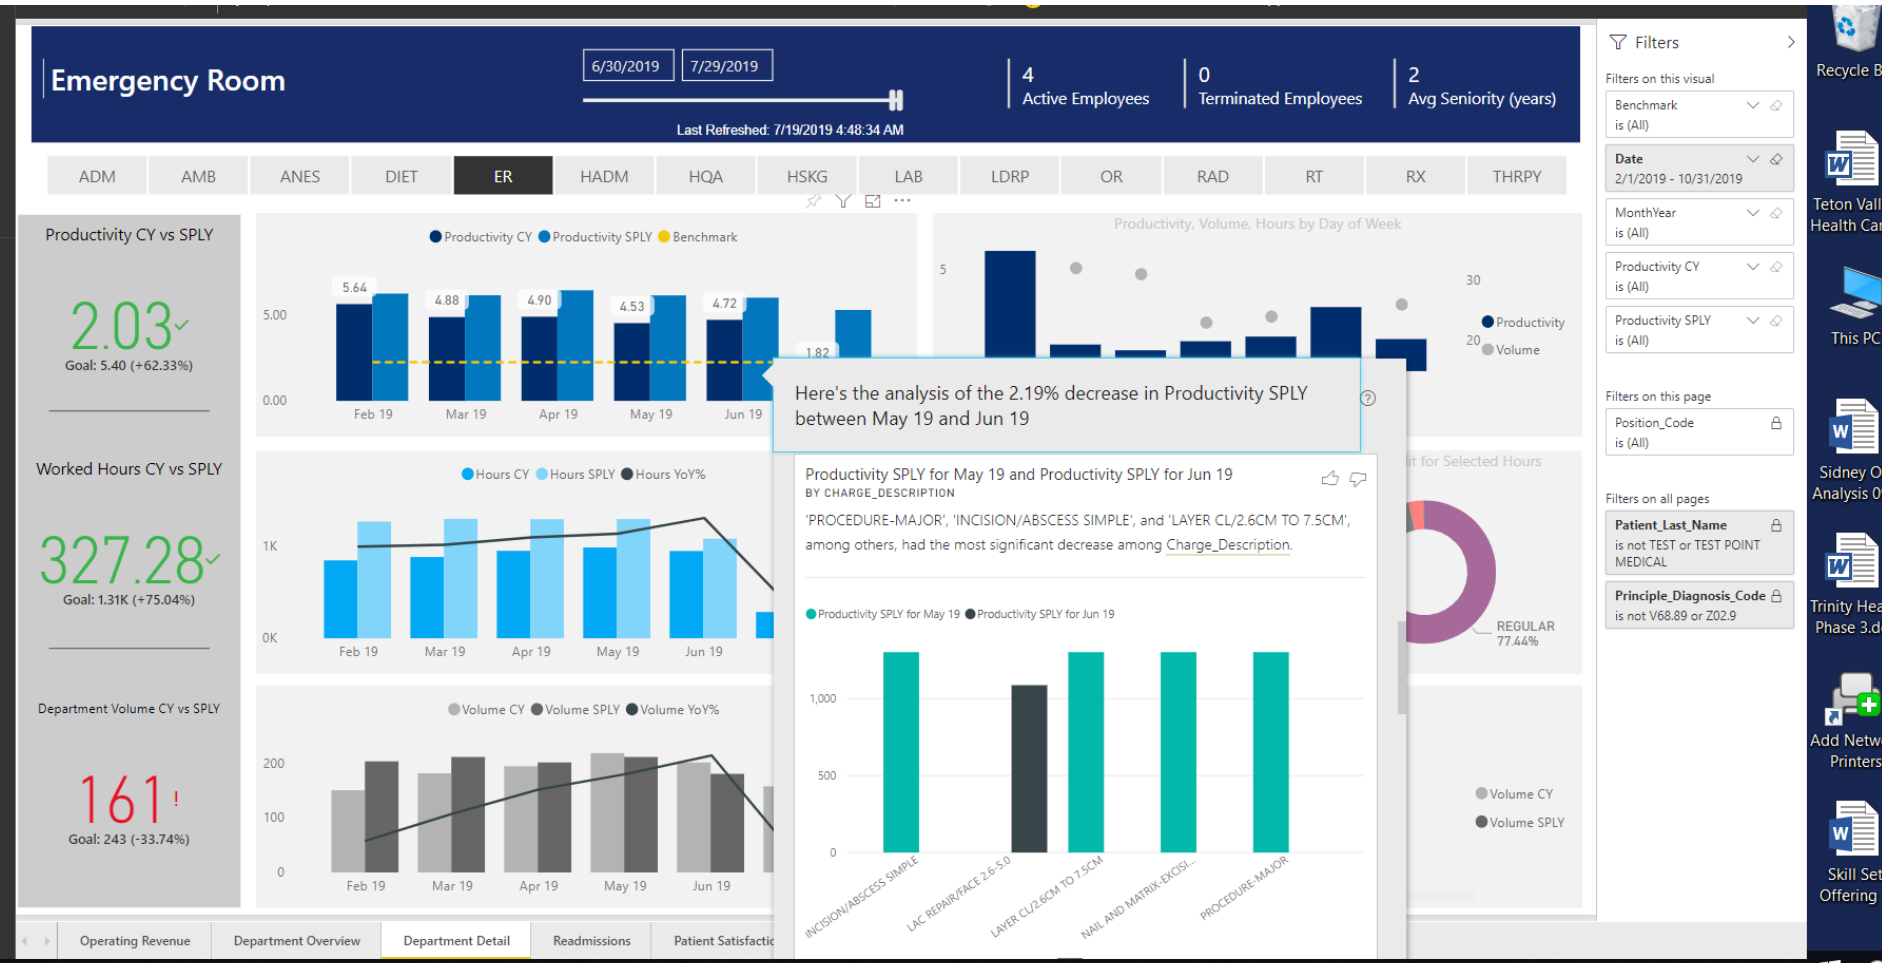 Emergency Room
6/30/2019
7/29/2019
Last Refreshed: 7/19/2019 4:48:34 AM
4
Active Employees
0
Terminated Employees
2
Avg Seniority (years)
ADM
AMB
ANES
DIET
ER
HADM
HQA
HSKG
LAB
LDRP
OR
RAD
RT
RX
THRPY
Productivity CY vs SPLY
2.03
Goal: 5.40 (+62.33%)
Worked Hours CY vs SPLY
327.28
Goal: 1.31K (+75.04%)
Department Volume CY vs SPLY
161!
Goal: 243 (-33.74%)
Productivity CY
Productivity SPLY
Benchmark
5.64
4.88
4.90
4.53
4.72
1.82
5.00
0.00
Feb 19
Mar 19
Apr 19
May 19
Jun 19
Hours CY
Hours SPLY
Hours YoY%
1K
0K
Feb 19
Mar 19
Apr 19
May 19
Jun 19
Volume CY
Volume SPLY
Volume YoY%
200
100
0
Feb 19
Mar 19
Apr 19
May 19
Jun 19
Productivity, Volume, Hours by Day of Week
5
30
20
Productivity
Volume
it for Selected Hours
REGULAR
77.44%
Volume CY
Volume SPLY
Here's the analysis of the 2.19% decrease in Productivity SPLY
between May 19 and Jun 19
?
Productivity SPLY for May 19 and Productivity SPLY for Jun 19
BY CHARGE_DESCRIPTION
'PROCEDURE-MAJOR', 'INCISION/ABSCESS SIMPLE', and 'LAYER CL/2.6CM TO 7.5CM',
among others, had the most significant decrease among Charge_Description.
Productivity SPLY for May 19
Productivity SPLY for Jun 19
1,000
500
0
INCISION/ABSCESS SIMPLE
LAC REPAIR/FACE 2.6-5.0
LAYER CL/2.6CM TO 7.5CM
NAIL AND MATRIX-EXCISI...
PROCEDURE-MAJOR
Operating Revenue
Department Overview
Department Detail
Readmissions
Patient Satisfactic
Filters
Filters on this visual
Benchmark
is (All)
Date
2/1/2019 - 10/31/2019
MonthYear
is (All)
Productivity CY
is (All)
Productivity SPLY
is (All)
Filters on this page
Position_Code
is (All)
Filters on all pages
Patient_Last_Name
is not TEST or TEST POINT
MEDICAL
Principle_Diagnosis_Code
is not V68.89 or Z02.9
Recycle B
Teton Vall
Health Car
This PC
Sidney O
Analysis 0
Trinity Hea
Phase 3.d
Add Netw
Printers
Skill Set
Offering